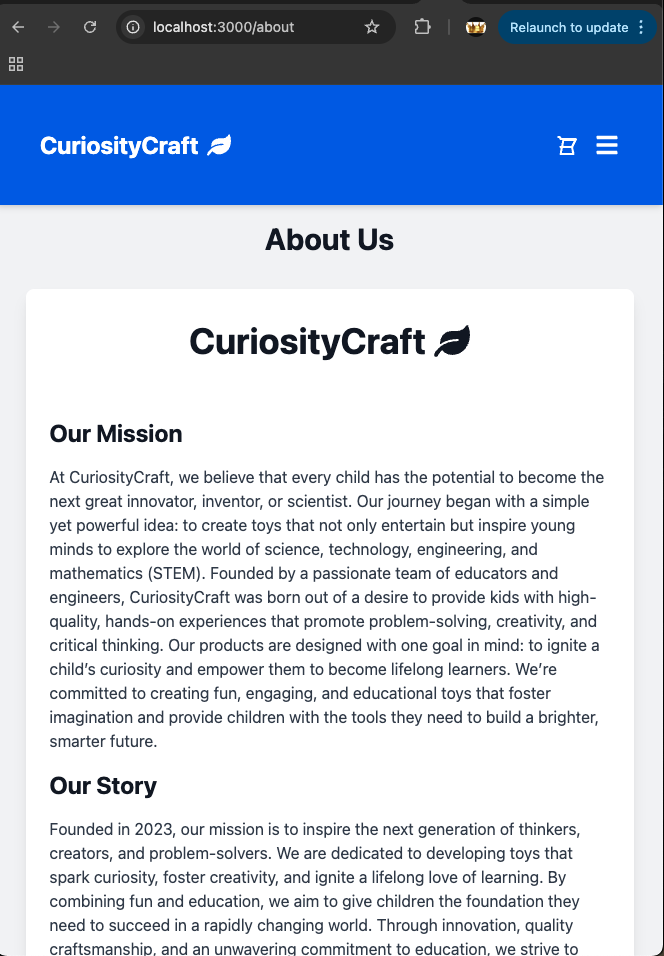 localhost:3000/about
Relaunch to update
CuriosityCraft
About Us
CuriosityCraft
Our Mission
At CuriosityCraft, we believe that every child has the potential to become the
next great innovator, inventor, or scientist. Our journey began with a simple
yet powerful idea: to create toys that not only entertain but inspire young
minds to explore the world of science, technology, engineering, and
mathematics (STEM). Founded by a passionate team of educators and
engineers, CuriosityCraft was born out of a desire to provide kids with high-
quality, hands-on experiences that promote problem-solving, creativity, and
critical thinking. Our products are designed with one goal in mind: to ignite a
child’s curiosity and empower them to become lifelong learners. We’re
committed to creating fun, engaging, and educational toys that foster
imagination and provide children with the tools they need to build a brighter,
smarter future.
Our Story
Founded in 2023, our mission is to inspire the next generation of thinkers,
creators, and problem-solvers. We are dedicated to developing toys that
spark curiosity, foster creativity, and ignite a lifelong love of learning. By
combining fun and education, we aim to give children the foundation they
need to succeed in a rapidly changing world. Through innovation, quality
craftsmanship, and an unwavering commitment to education, we strive to